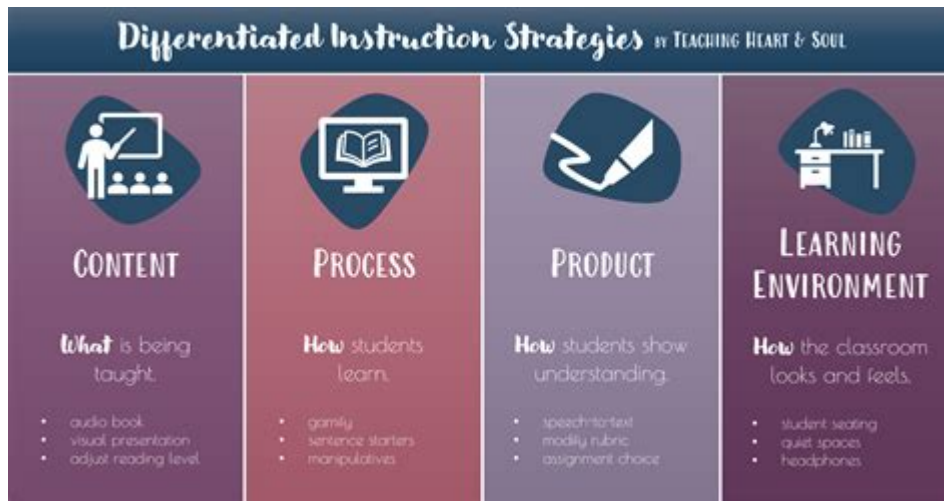 Differentiated Instruction Strategies BY TEACHING HEART & SOUL
CONTENT
What is being
taught.
• audio book
• visual presentation
• adjust reading level
PROCESS
How students
learn.
• gamify
• sentence starters
• manipulatives
PRODUCT
How students show
understanding.
• speech-to-text
• modify rubric
• assignment choice
LEARNING
ENVIRONMENT
How the classroom
looks and feels.
• student seating
• quiet spaces
• headphones